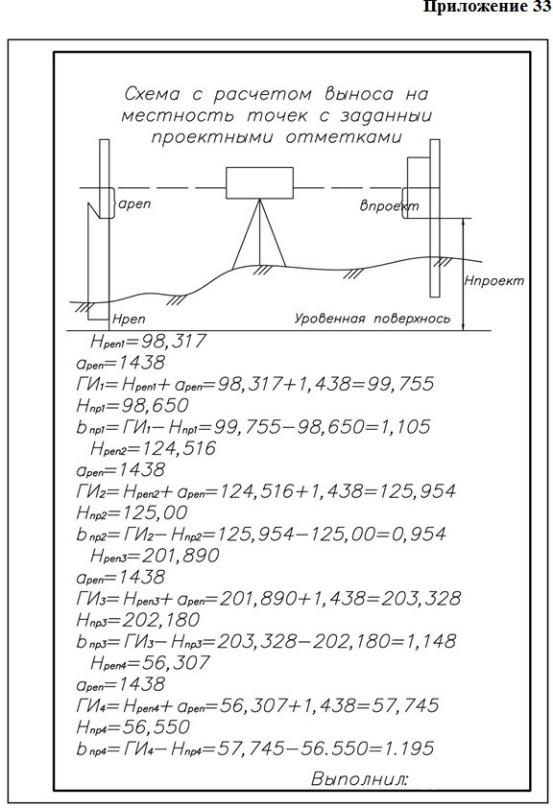 Приложение 33
Схема с расчетом выноса на
местность точек с заданныи
проектными отметками
aреп
впроект
Hпроект
Hреп
Уровенная поверхнось
Hреп1=98,317
aреп=1438
ГИ1=Hреп1+aреп=98,317+1,438=99,755
Hпр1=98,650
bпр1=ГИ1–Hпр1=99,755–98,650=1,105
Hреп2=124,516
aреп=1438
ГИ2=Hреп2+aреп=124,516+1,438=125,954
Hпр2=125,00
bпр2=ГИ2–Hпр2=125,954–125,00=0,954
Hреп3=201,890
aреп=1438
ГИ3=Hреп3+aреп=201,890+1,438=203,328
Hпр3=202,180
bпр3=ГИ3–Hпр3=203,328–202,180=1,148
Hреп4=56,307
aреп=1438
ГИ4=Hреп4+aреп=56,307+1,438=57,745
Hпр4=56,550
bпр4=ГИ4–Hпр4=57,745–56.550=1.195
Выполнил: